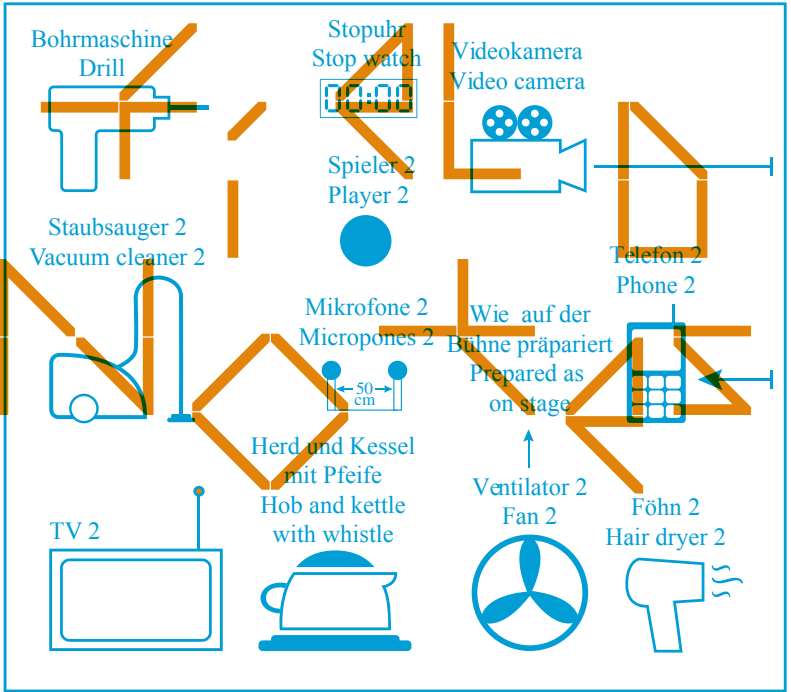 Bohrmaschine
Drill
Stopuhr
Stop watch
00:00
Videokamera
Video camera
Spieler 2
Player 2
Staubsauger 2
Vacuum cleaner 2
Telefon 2
Phone 2
Mikrofone 2
Micropones 2
50
cm
Wie auf der
Bühne präpariert
Prepared as
on stage
Herd und Kessel
mit Pfeife
Hob and kettle
with whistle
TV 2
Ventilator 2
Fan 2
Föhn 2
Hair dryer 2